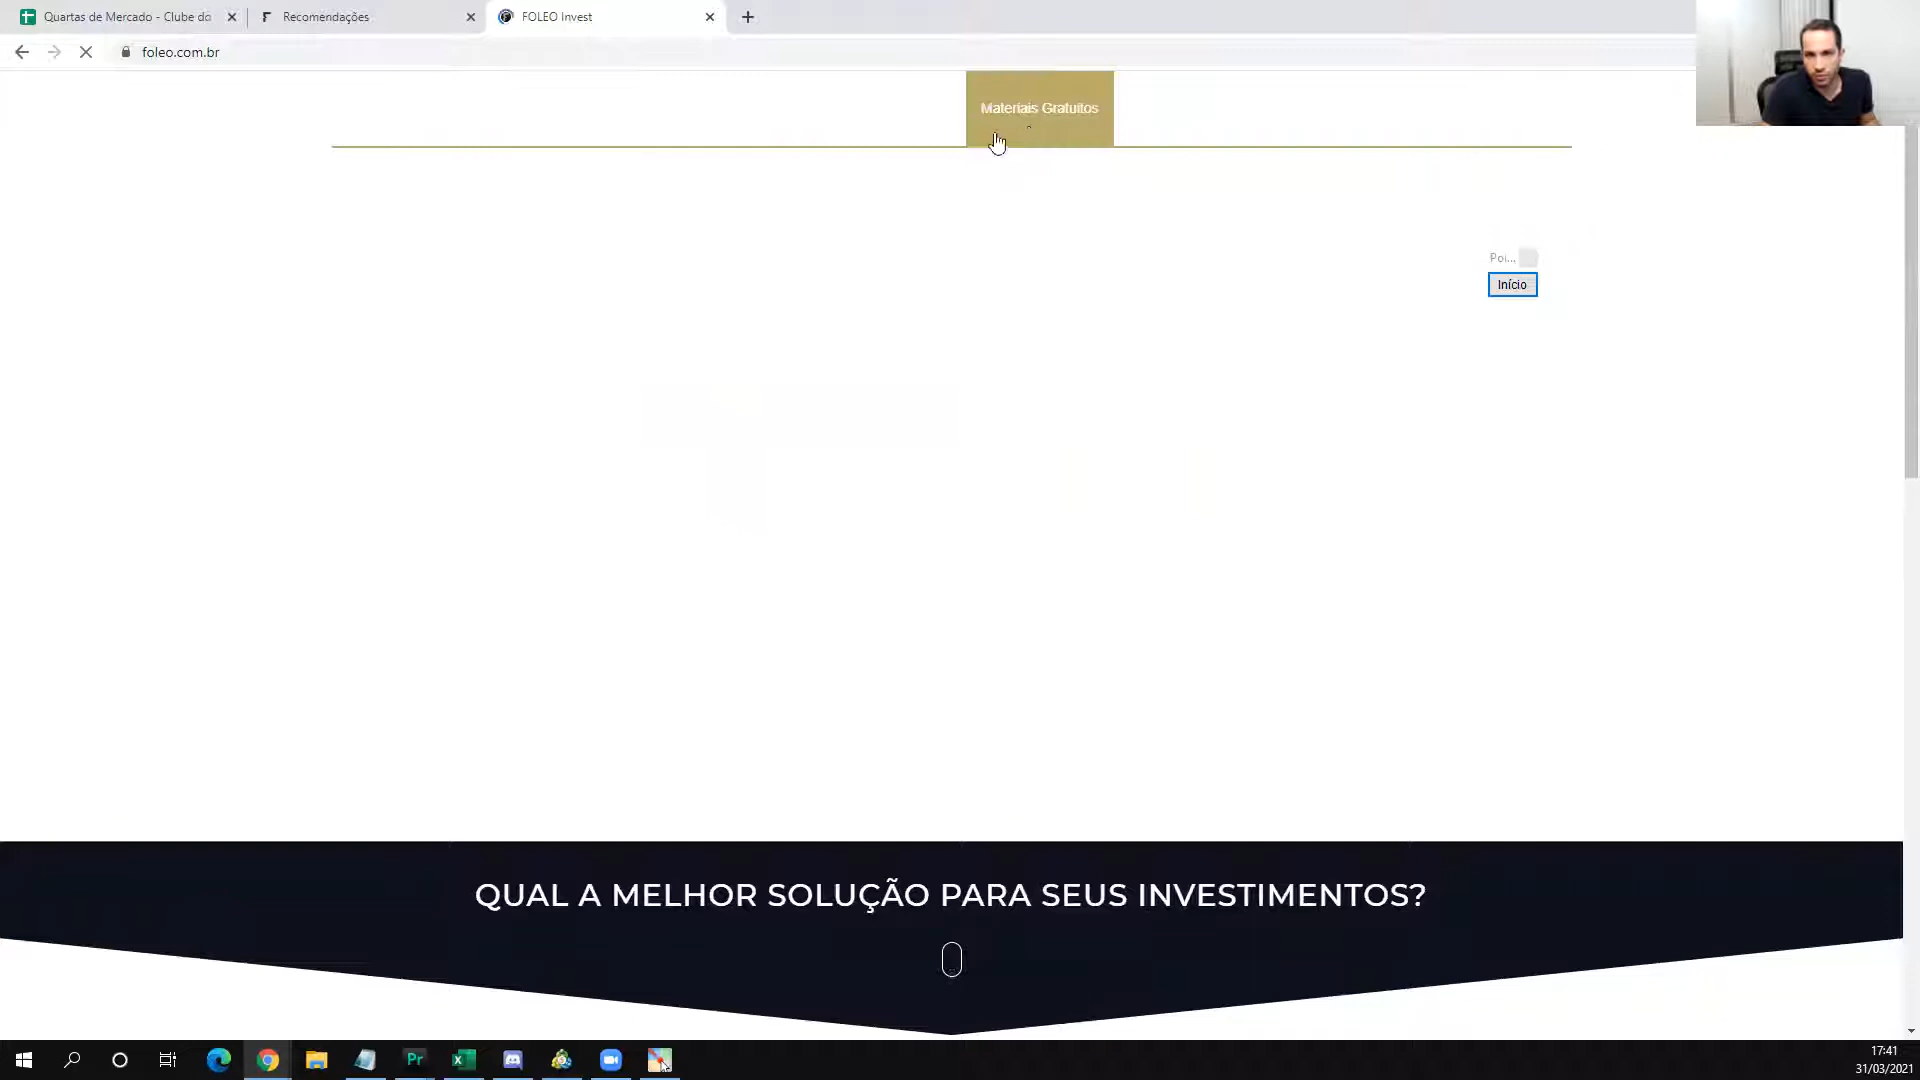 Quartas de Mercado - Clube do
Recomendações
FOLEO Invest
foleo.com.br
Materiais Gratuitos
Início
QUAL A MELHOR SOLUÇÃO PARA SEUS INVESTIMENTOS?
Pr
17:41
31/03/2021